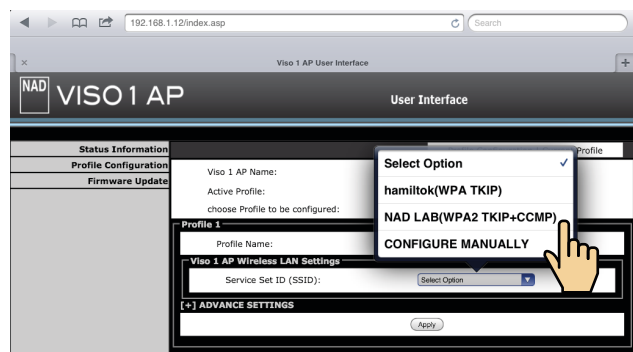 192.168.1.12/index.asp
Search
Viso 1 AP User Interface
NAD VISO 1 AP
User Interface
Status Information
Profile
Profile Configuration
Firmware Update
Viso 1 AP Name:
Active Profile:
choose Profile to be configured:
Select Option
hamiltok(WPA TKIP)
NAD LAB(WPA2 TKIP+CCMP)
CONFIGURE MANUALLY
Profile 1
Profile Name:
Viso 1 AP Wireless LAN Settings
Service Set ID (SSID):
Select Option
[+] ADVANCE SETTINGS
Apply